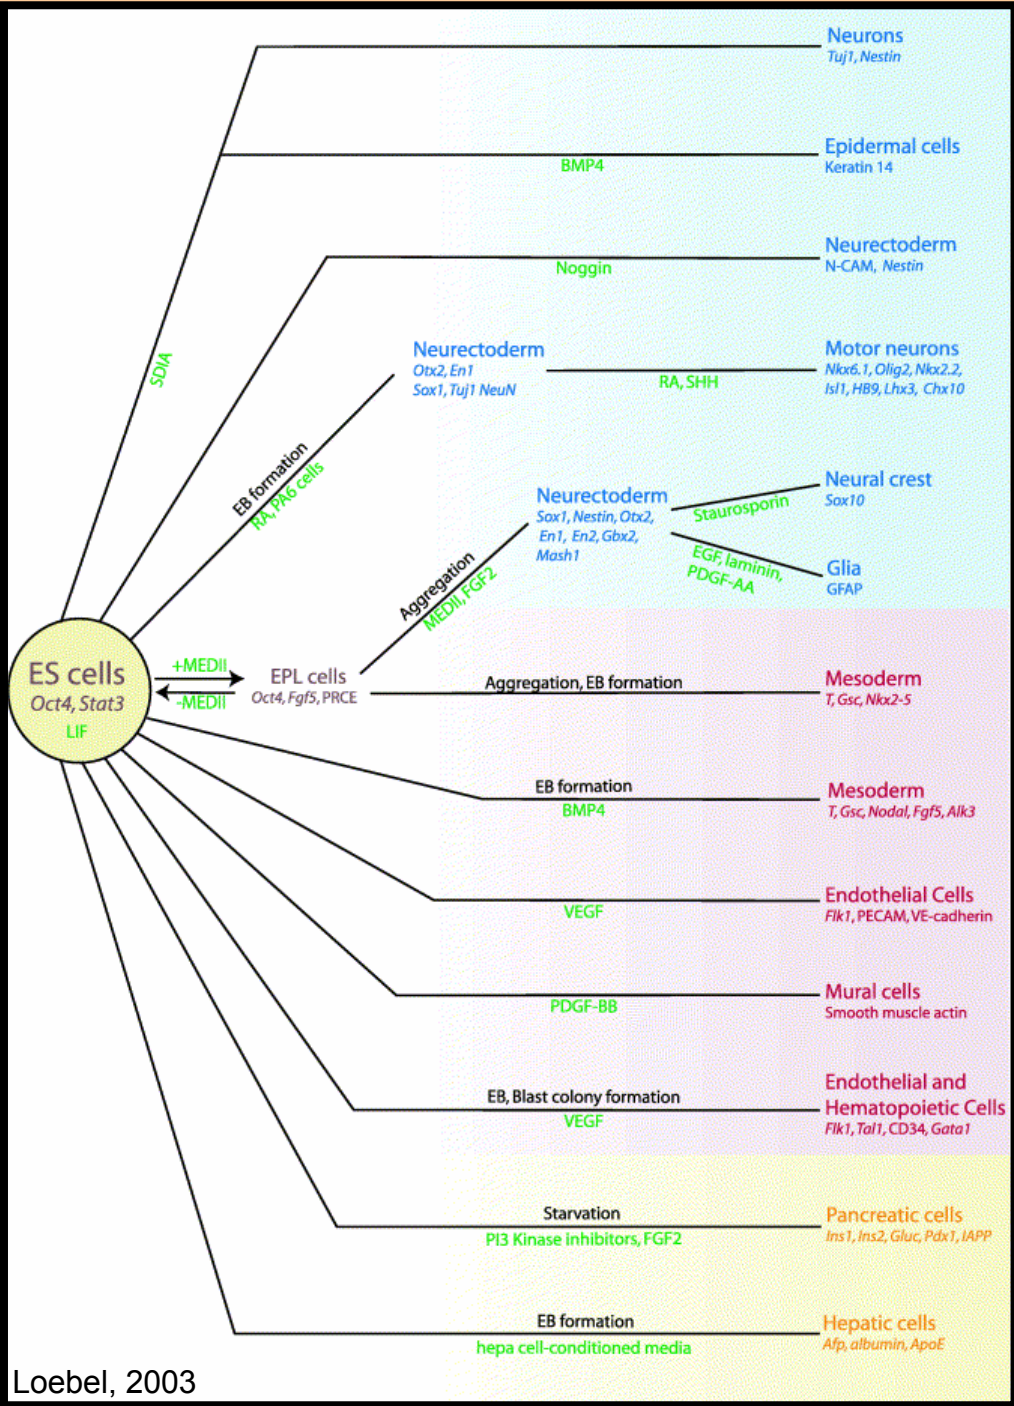 Neurons
Tuj1, Nestin
Epidermal cells
Keratin 14
BMP4
Neurectoderm
N-CAM, Nestin
Noggin
SDIA
Neurectoderm
Otx2, En1
Sox1, Tuj1 NeuN
RA, SHH
Motor neurons
Nkx6.1, Olig2, Nkx2.2,
Isl1, HB9, Lhx3, Chx10
EB formation
RA, PA6 cells
Neurectoderm
Sox1, Nestin, Otx2,
En1, En2, Gbx2,
Mash1
Staurosporin
Neural crest
Sox10
EGF, laminin,
PDGF-AA
Glia
GFAP
Aggregation
MEDII, FGF2
ES cells
Oct4, Stat3
LIF
+MEDII
-MEDII
EPL cells
Oct4, Fgf5, PRCE
Aggregation, EB formation
Mesoderm
T, Gsc, Nkx2-5
EB formation
BMP4
Mesoderm
T, Gsc, Nodal, Fgf5, Alk3
VEGF
Endothelial Cells
Flk1, PECAM, VE-cadherin
PDGF-BB
Mural cells
Smooth muscle actin
EB, Blast colony formation
VEGF
Endothelial and
Hematopoietic Cells
Flk1, Tal1, CD34, Gata1
Starvation
PI3 Kinase inhibitors, FGF2
Pancreatic cells
Ins1, Ins2, Gluc, Pdx1, IAPP
EB formation
hepa cell-conditioned media
Hepatic cells
Afp, albumin, ApoE
Loebel, 2003